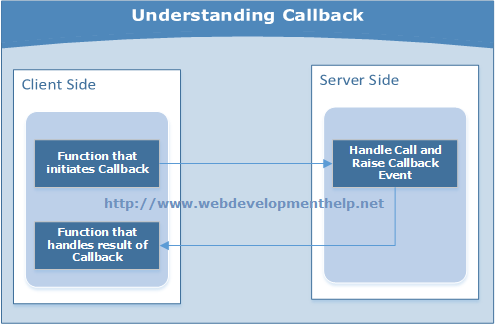 Understanding Callback
Client Side
Server Side
Function that
initiates Callback
Handle Call and
Raise Callback
Event
http://www.webdevelopmenthelp.net
Function that
handles result of
Callback